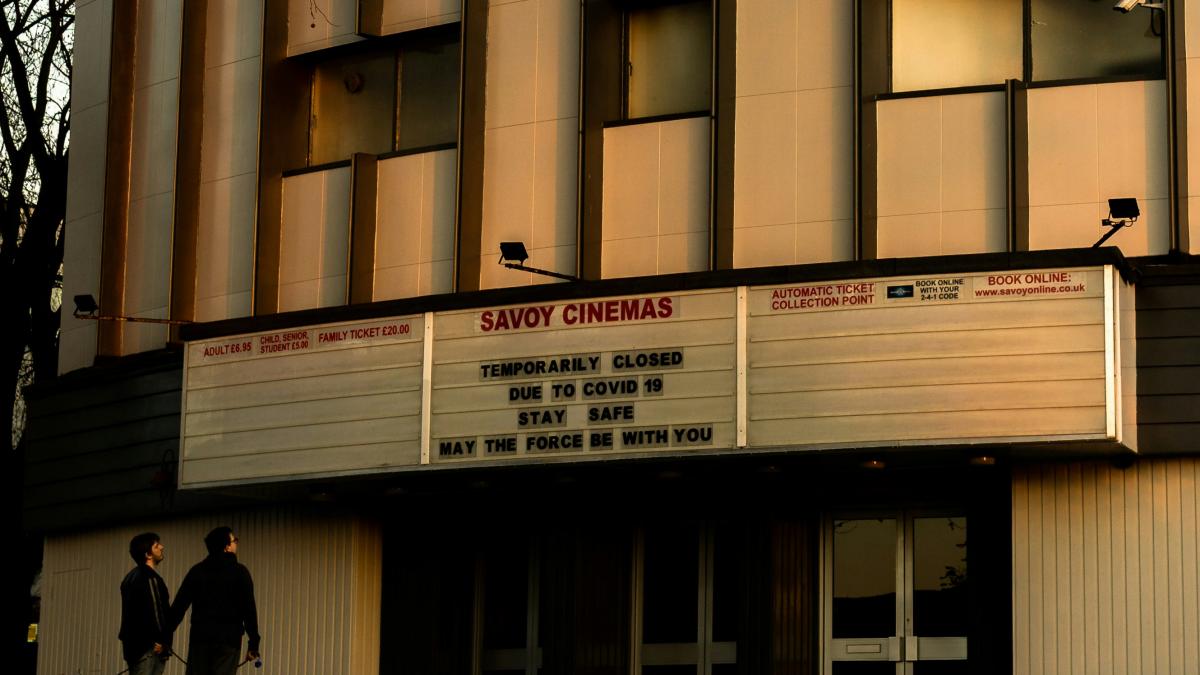 ADULT £6.95
CHILD, SENIOR,
STUDENT £5.00
FAMILY TICKET £20.00
SAVOY CINEMAS
TEMPORARILY CLOSED
DUE TO COVID 19
STAY SAFE
MAY THE FORCE BE WITH YOU
AUTOMATIC TICKET
COLLECTION POINT
BOOK ONLINE
WITH YOUR
2-4-1 CODE
BOOK ONLINE:
www.savoyonline.co.uk